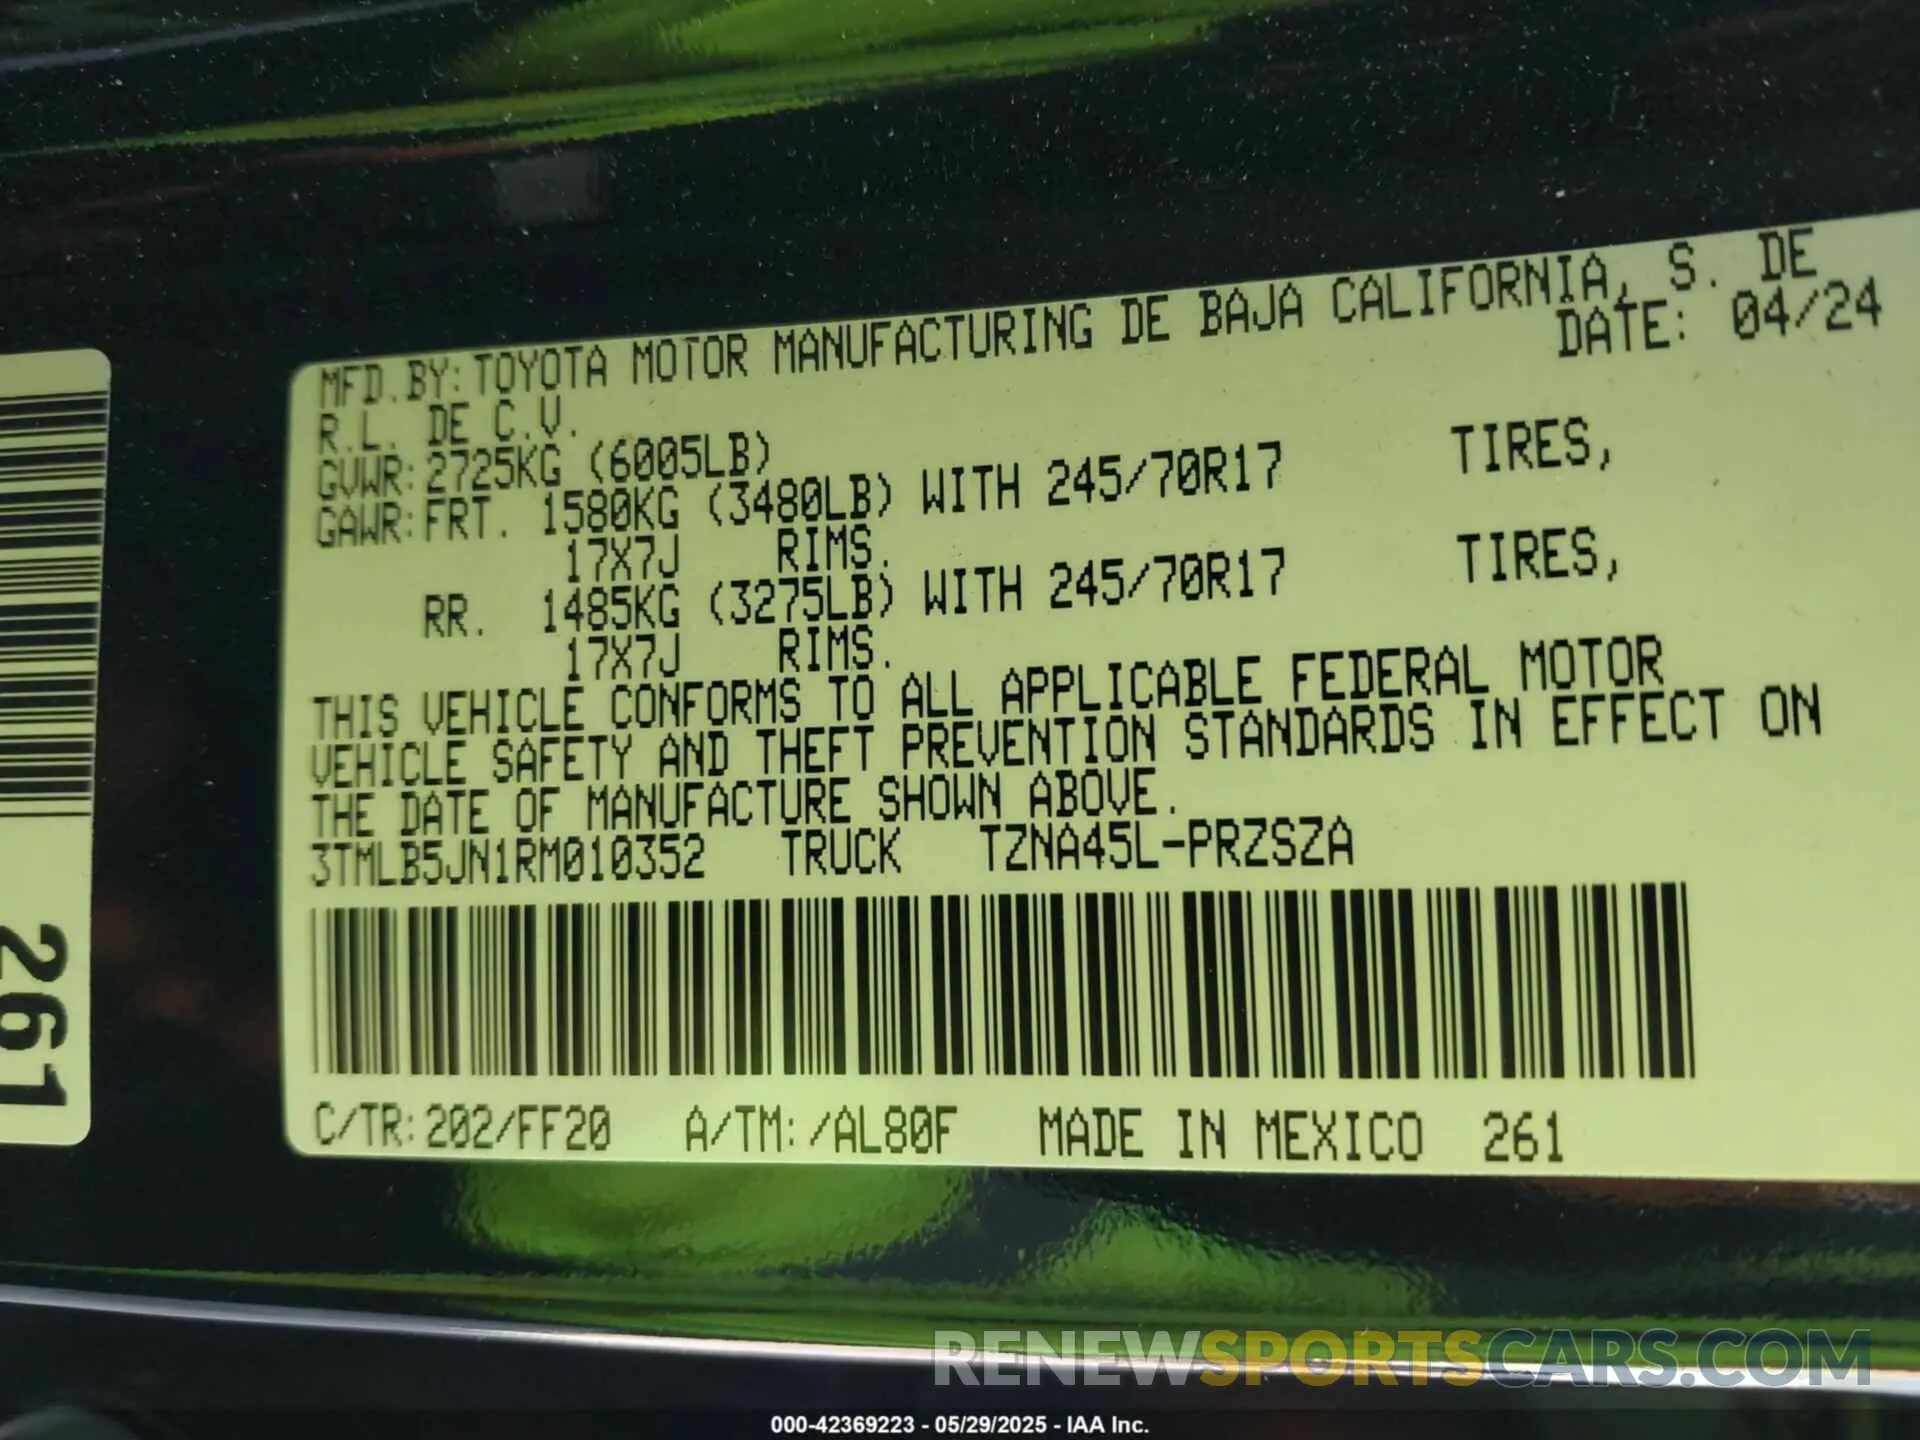 MFD.BY:TOYOTA MOTOR MANUFACTURING DE BAJA CALIFORNIA, S. DE
R.L. DE C.V. DATE: 04/24
GVWR:2725KG (6005LB)
GAWR:FRT. 1580KG (3480LB) WITH 245/70R17 TIRES,
17X7J RIMS.
RR. 1485KG (3275LB) WITH 245/70R17 TIRES,
17X7J RIMS.
THIS VEHICLE CONFORMS TO ALL APPLICABLE FEDERAL MOTOR
VEHICLE SAFETY AND THEFT PREVENTION STANDARDS IN EFFECT ON
THE DATE OF MANUFACTURE SHOWN ABOVE.
3TMLB5JN1RM010352 TRUCK TZNA45L-PRZSZA
C/TR:202/FF20 A/TM:/AL80F MADE IN MEXICO 261
261
RENEWSPORTSCARS.COM
000-42369223 - 05/29/2025 - IAA Inc.